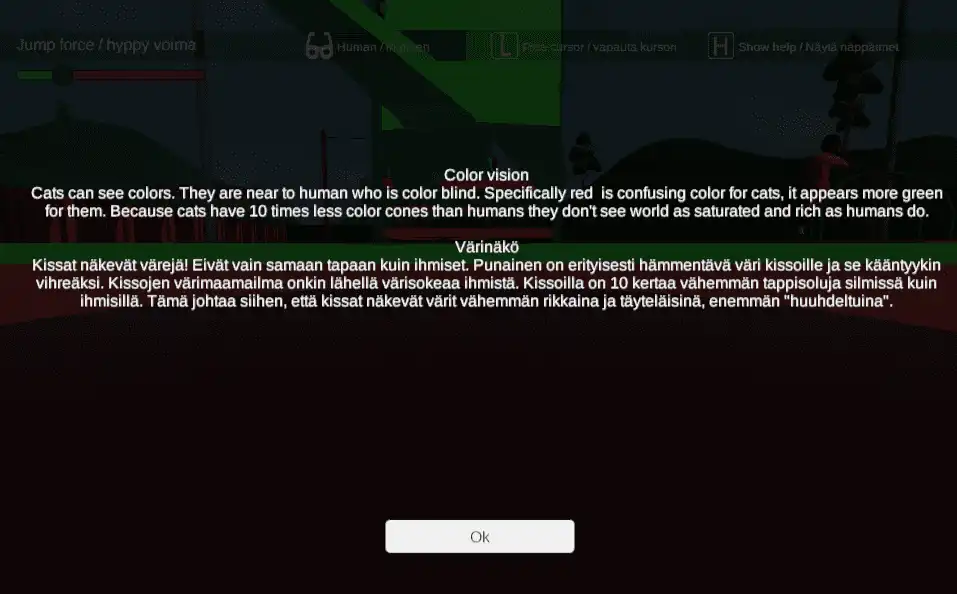 Jump force / hyppy voima
Human / Ihminen
L
Free cursor / vapauta kursori
H
Show help / Näytä näppäimet
Color vision
Cats can see colors. They are near to human who is color blind. Specifically red  is confusing color for cats, it appears more green
for them. Because cats have 10 times less color cones than humans they don't see world as saturated and rich as humans do.
Värinäkö
Kissat näkevät värejä! Eivät vain samaan tapaan kuin ihmiset. Punainen on erityisesti hämmentävä väri kissoille ja se kääntyykin
vihreäksi. Kissojen värimaamailma onkin lähellä värisokeaa ihmistä. Kissoilla on 10 kertaa vähemmän tappisoluja silmissä kuin
ihmisillä. Tämä johtaa siihen, että kissat näkevät värit vähemmän rikkaina ja täyteläisinä, enemmän "huuhdeltuina".
Ok